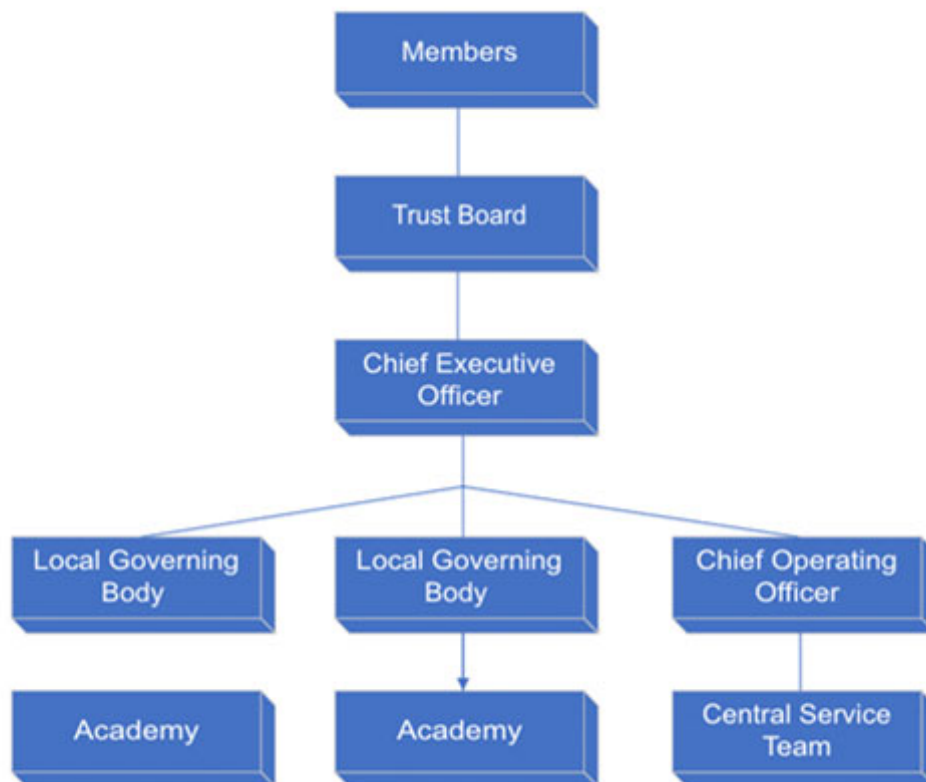 Members
Trust Board
Chief Executive
Officer
Local Governing
Body
Local Governing
Body
Chief Operating
Officer
Academy
Academy
Central Service
Team